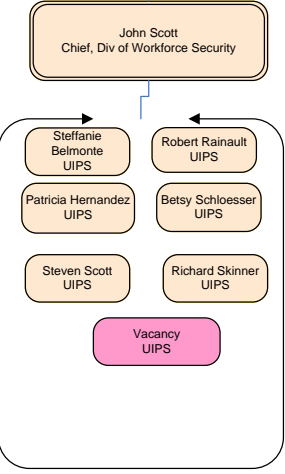 John Scott
Chief, Div of Workforce Security
Steffanie
Belmonte
UIPS
Robert Rainault
UIPS
Patricia Hernandez
UIPS
Betsy Schloesser
UIPS
Steven Scott
UIPS
Richard Skinner
UIPS
Vacancy
UIPS